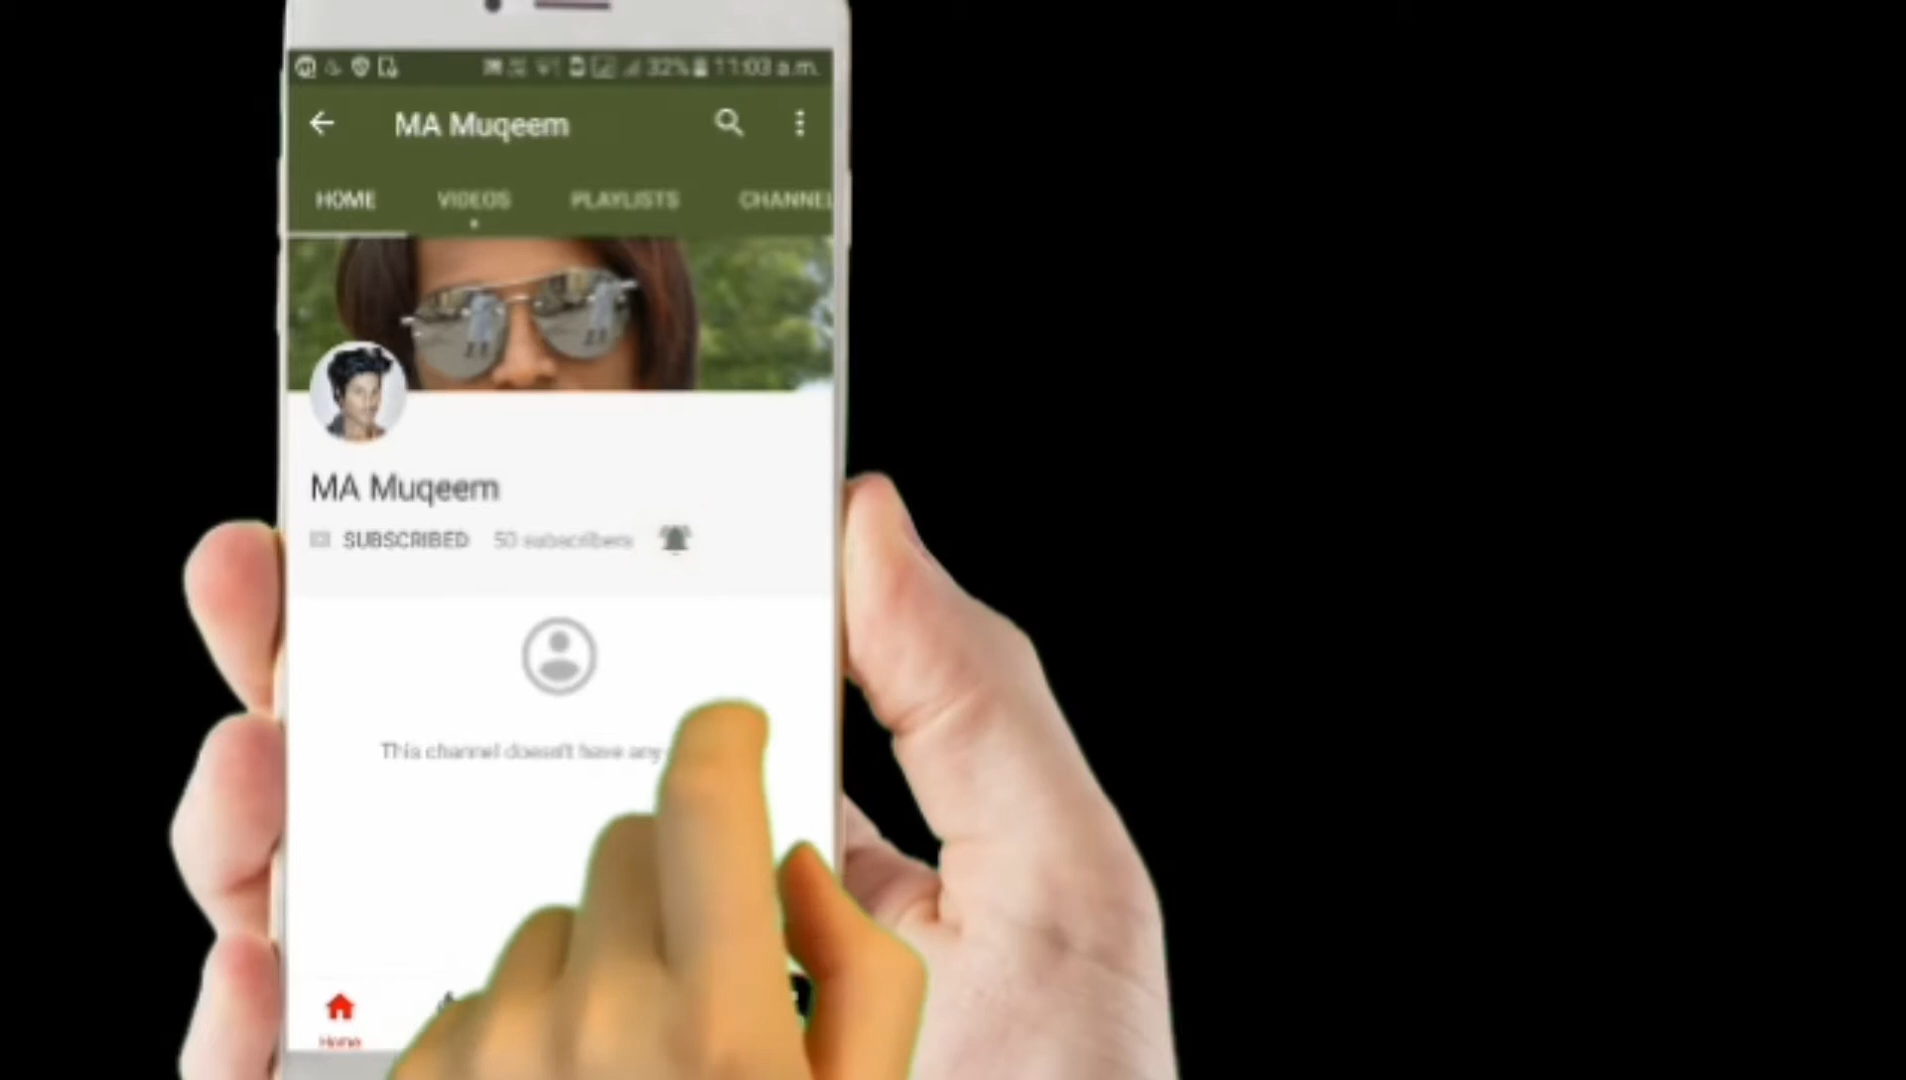 32% 11:03 a.m.
MA Muqeem
HOME VIDEOS PLAYLISTS CHANNEL
MA Muqeem
SUBSCRIBED 50 subscribers
This channel doesn't have any
Home